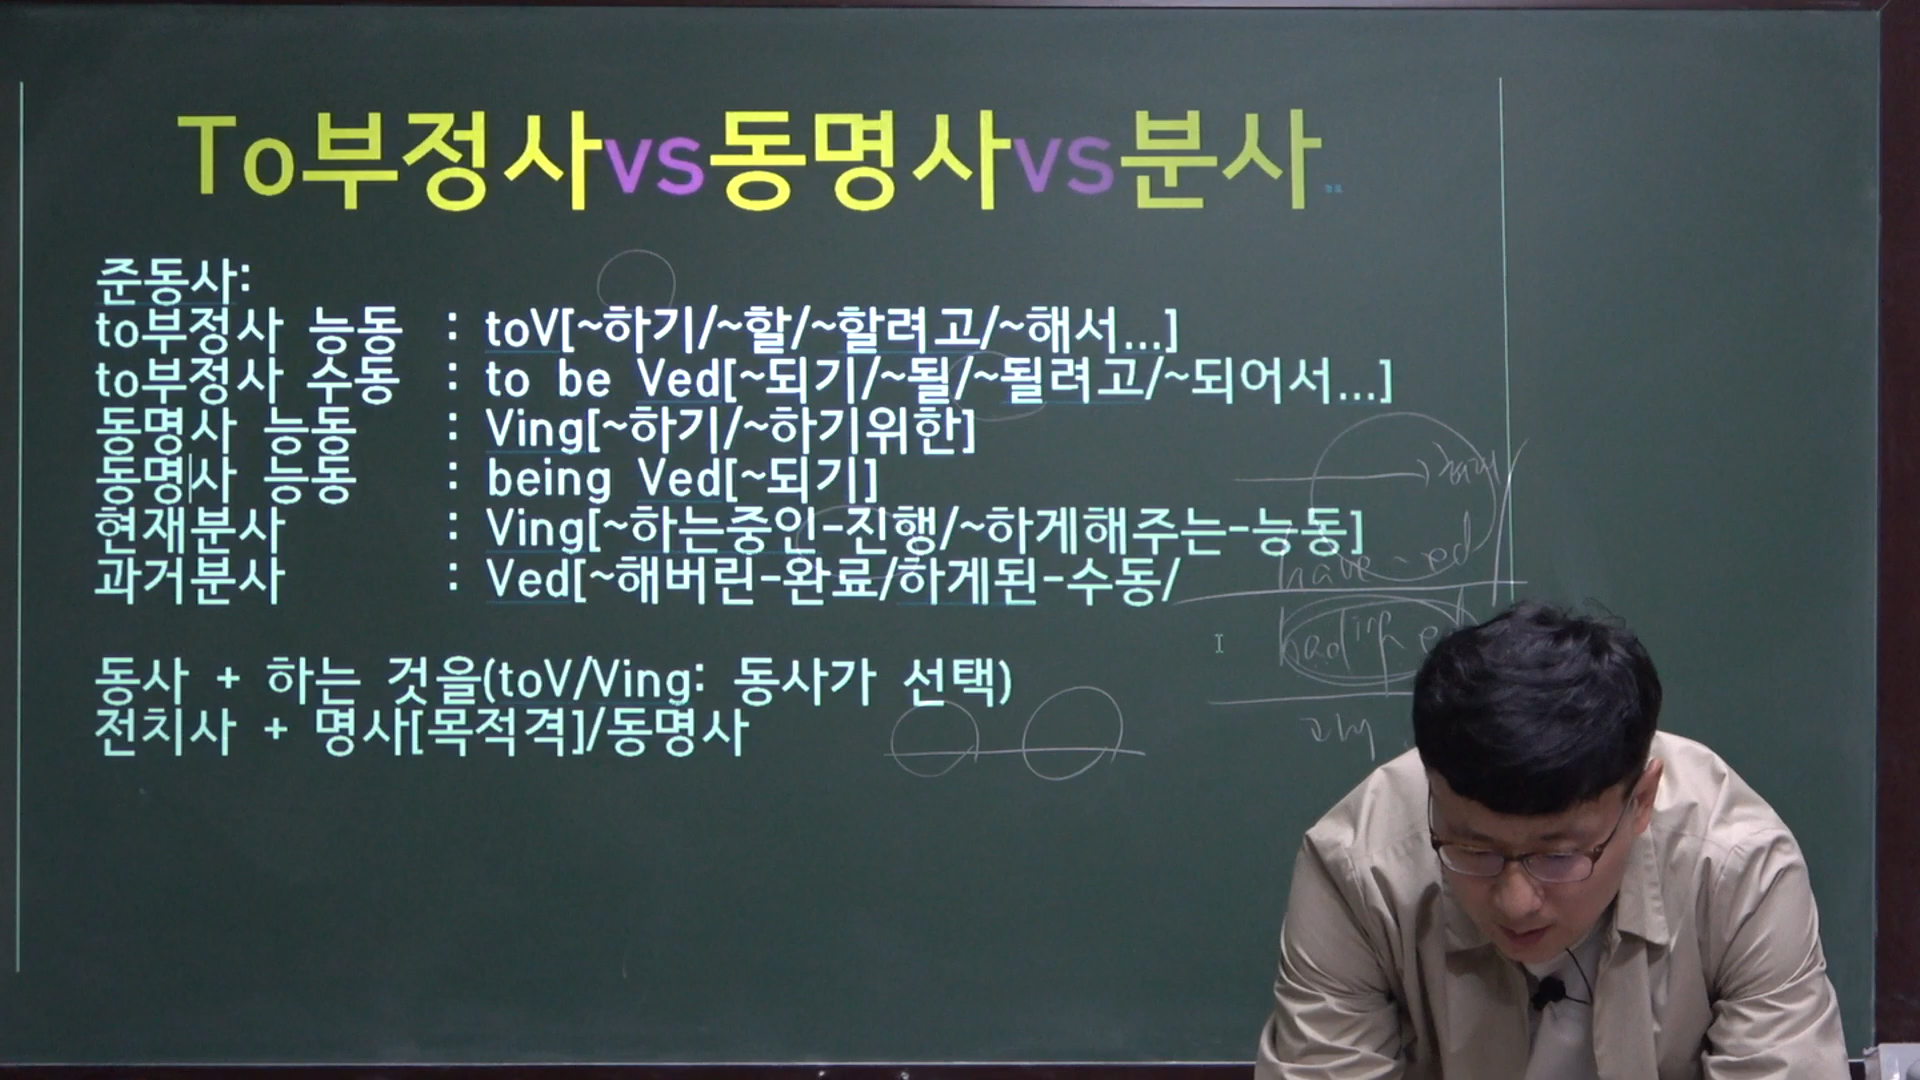 To부정사vs동명사vs분사
준동사:
to부정사 능동 : toV[~하기/~할/~할려고/~해서...]
to부정사 수동 : to be Ved[~되기/~될/~될려고/~되어서...]
동명사 능동 : Ving[~하기/~하기위한]
동명사 능동 : being Ved[~되기]
현재분사 : Ving[~하는중인-진행/~하게해주는-능동]
과거분사 : Ved[~해버린-완료/하게된-수동/
have - ed
동사 + 하는 것을(toV/Ving: 동사가 선택)
전치사 + 명사[목적격]/동명사